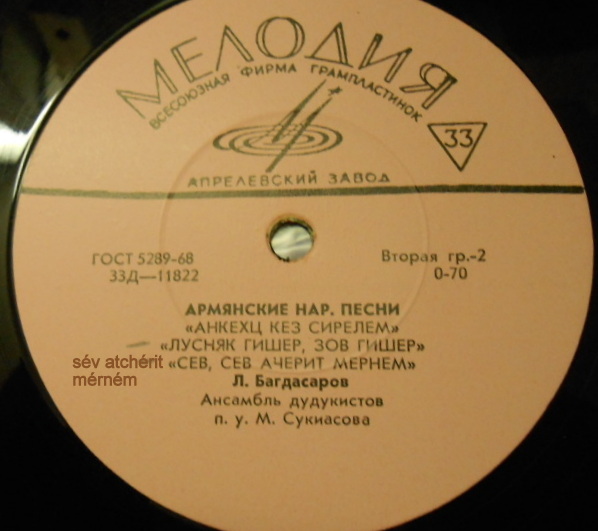 МЕЛОДИЯ
ВСЕСОЮЗНАЯ ФИРМА ГРАМПЛАСТИНОК
33
АПРЕЛЕВСКИЙ ЗАВОД
ГОСТ 5289-68
33Д—11822
Вторая гр.-2
0-70
АРМЯНСКИЕ НАР. ПЕСНИ
«АНКЕХЦ КЕЗ СИРЕЛЕМ»
«ЛУСНЯК ГИШЕР, ЗОВ ГИШЕР»
sév atchérit
mérném
«СЕВ, СЕВ АЧЕРИТ МЕРНЕМ»
Л. Багдасаров
Ансамбль дудукистов
п. у. М. Сукиасова